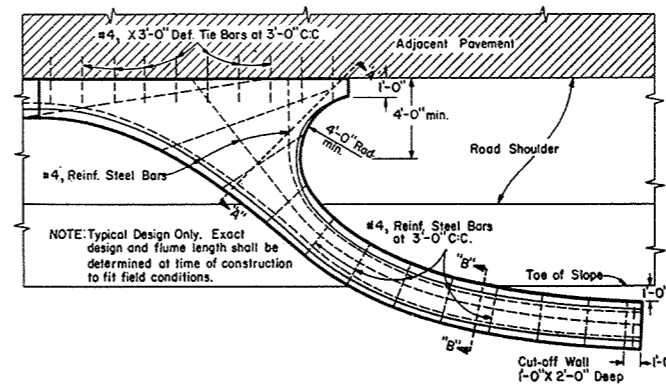 #4, X 3'-0" Def. Tie Bars at 3'-0" C:C
Adjacent Pavement
"A"
1'-0"
4'-0" min.
4'-0" Rad.
min.
Road Shoulder
#4, Reinf. Steel Bars
"A"
#4, Reinf. Steel Bars
at 3'-0" C:C.
NOTE: Typical Design Only. Exact
design and flume length shall be
determined at time of construction
to fit field conditions.
"B"
Toe of Slope
1'-0"
"B"
Cut-off Wall
1'-0" X 2'-0" Deep